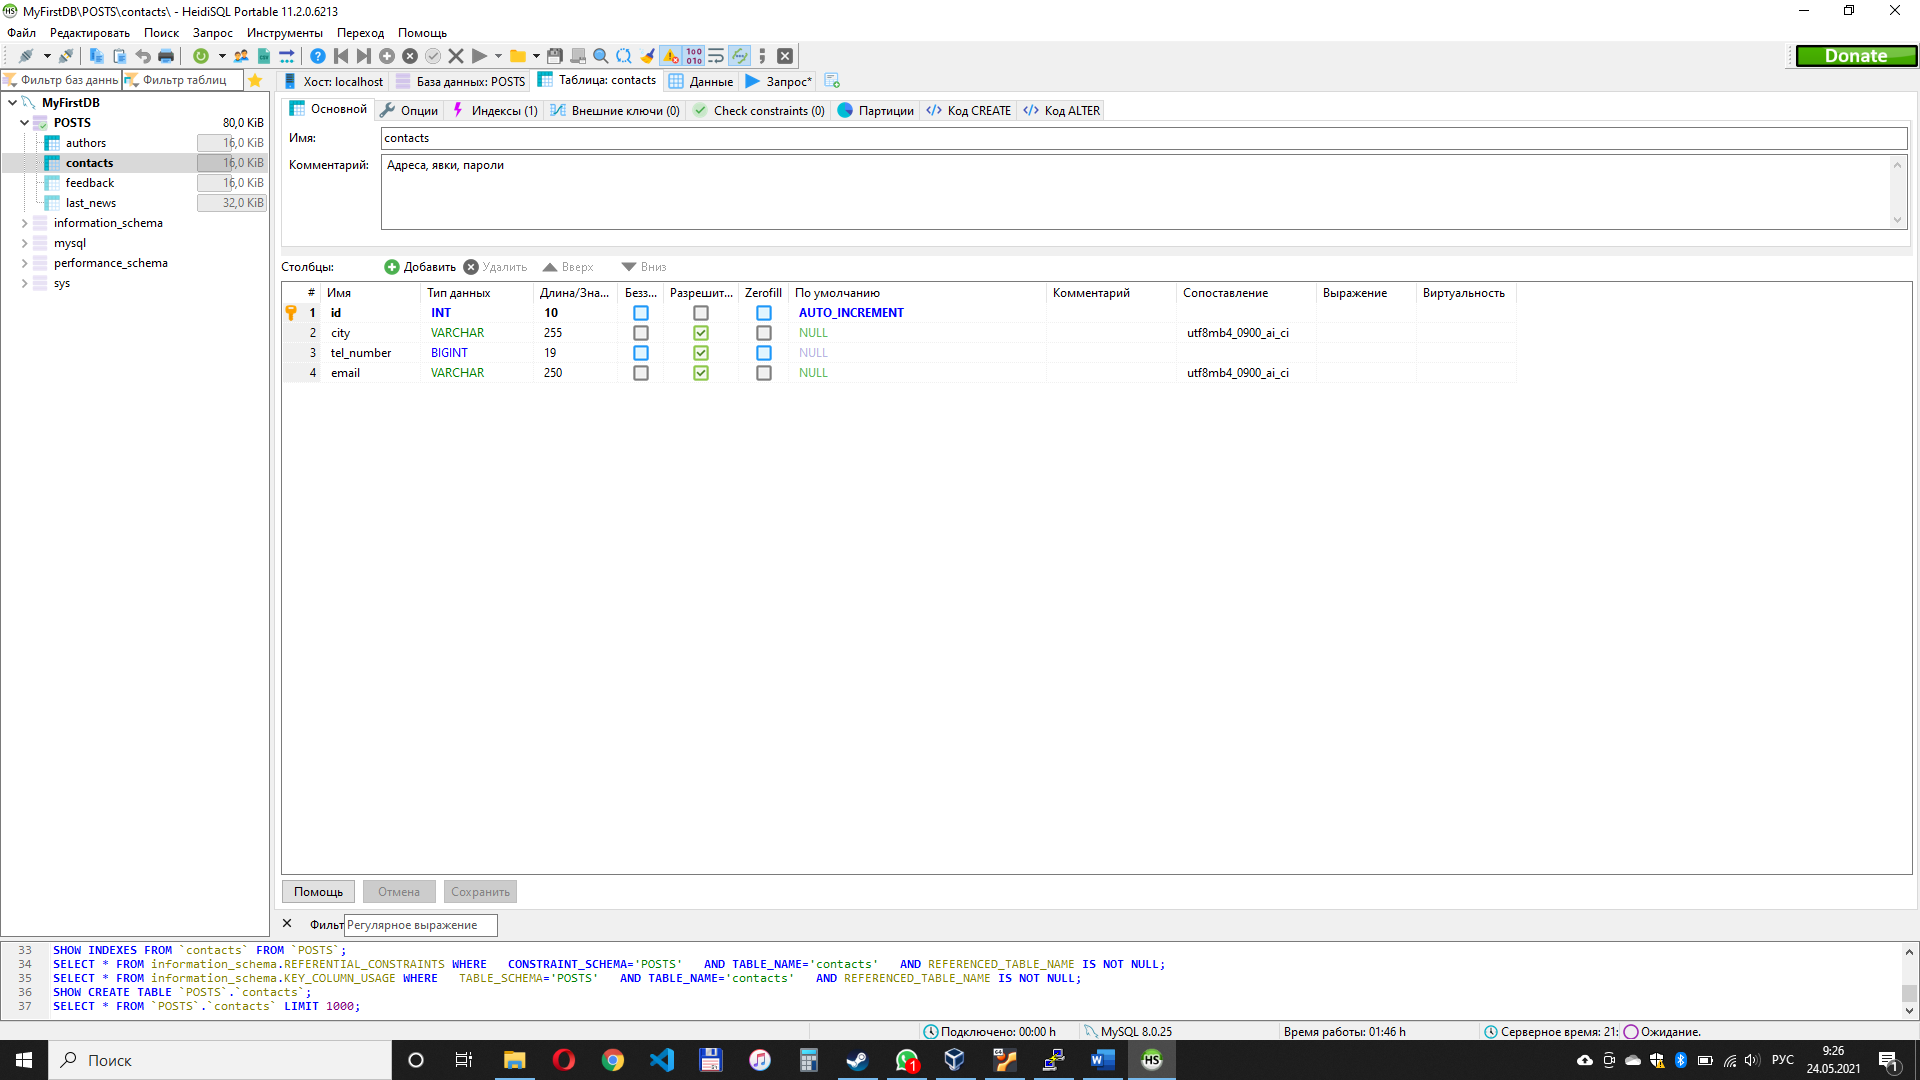 MyFirstDB\POSTS\contacts\ - HeidiSQL Portable 11.2.0.6213
Файл Редактировать Поиск Запрос Инструменты Переход Помощь
Donate
Фильтр баз данн Фильтр таблиц
Хост: localhost База данных: POSTS Таблица: contacts Данные Запрос*
MyFirstDB
POSTS 80,0 KiB
authors 16,0 KiB
contacts 16,0 KiB
feedback 16,0 KiB
last_news 32,0 KiB
information_schema
mysql
performance_schema
sys
Основной Опции Индексы (1) Внешние ключи (0) Check constraints (0) Партиции Код CREATE Код ALTER
Имя: contacts
Комментарий: Адреса, явки, пароли
Столбцы: Добавить Удалить Вверх Вниз
# Имя Тип данных Длина/Зна... Безз... Разрешит... Zerofill По умолчанию Комментарий Сопоставление Выражение Виртуальность
1 id INT 10 AUTO_INCREMENT
2 city VARCHAR 255 NULL utf8mb4_0900_ai_ci
3 tel_number BIGINT 19 NULL
4 email VARCHAR 250 NULL utf8mb4_0900_ai_ci
Помощь Отмена Сохранить
Фильт Регулярное выражение
33 SHOW INDEXES FROM `contacts` FROM `POSTS`;
34 SELECT * FROM information_schema.REFERENTIAL_CONSTRAINTS WHERE CONSTRAINT_SCHEMA='POSTS' AND TABLE_NAME='contacts' AND REFERENCED_TABLE_NAME IS NOT NULL;
35 SELECT * FROM information_schema.KEY_COLUMN_USAGE WHERE TABLE_SCHEMA='POSTS' AND TABLE_NAME='contacts' AND REFERENCED_TABLE_NAME IS NOT NULL;
36 SHOW CREATE TABLE `POSTS`.`contacts`;
37 SELECT * FROM `POSTS`.`contacts` LIMIT 1000;
Подключено: 00:00 h MySQL 8.0.25 Время работы: 01:46 h Серверное время: 21: Ожидание.
Поиск
1
HS
РУС
9:26
24.05.2021
1